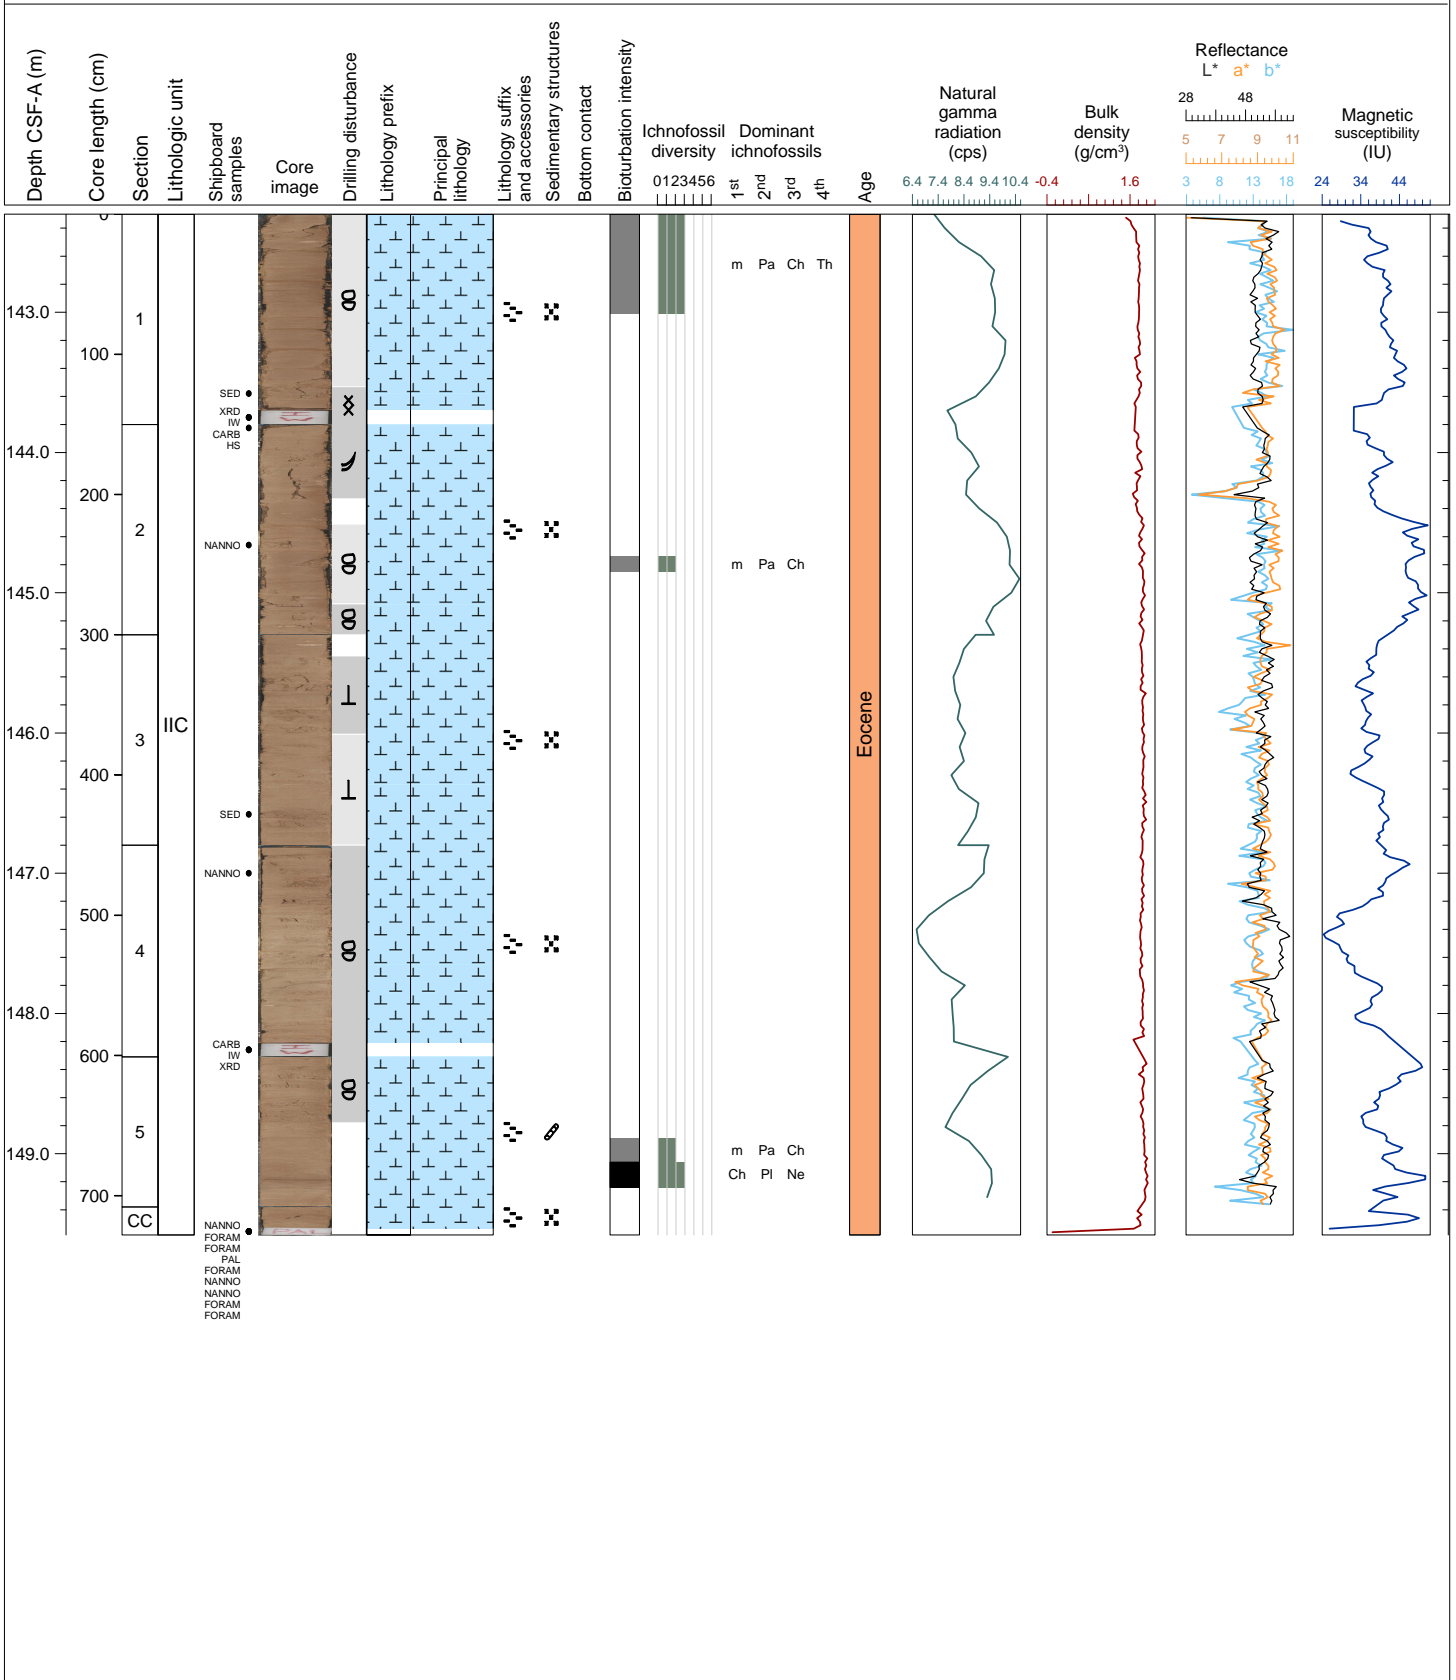 Depth CSF-A (m)
Core length (cm)
Section
Lithologic unit
Shipboard
samples
Core
image
Drilling disturbance
Lithology prefix
Principal
lithology
Lithology suffix
and accessories
Sedimentary structures
Bottom contact
Bioturbation intensity
Ichnofossil
diversity
0123456
Dominant
ichnofossils
1st 2nd 3rd 4th
Age
Natural
gamma
radiation
(cps)
6.4 7.4 8.4 9.4 10.4
Bulk
density
(g/cm³)
-0.4 1.6
Reflectance
L* a* b*
28 48
5 7 9 11
3 8 13 18
Magnetic
susceptibility
(IU)
24 34 44
0
m Pa Ch Th
143.0
1
100
SED
XRD
IW
CARB
HS
144.0
200
2
NANNO
m Pa Ch
145.0
300
IIC
Eocene
146.0
3
400
SED
147.0
NANNO
500
4
148.0
CARB
IW
XRD
600
5
149.0
m Pa Ch
Ch Pl Ne
700
CC
NANNO
FORAM
FORAM
PAL
FORAM
NANNO
NANNO
FORAM
FORAM